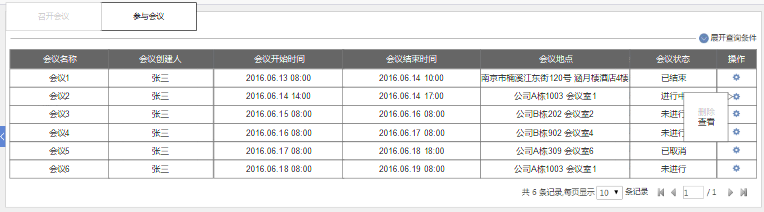 召开会议 参与会议
展开查询条件
会议名称 会议创建人 会议开始时间 会议结束时间 会议地点 会议状态 操作
会议1 张三 2016.06.13 08:00 2016.06.14 10:00 南京市楠溪江东街120号 涵月楼酒店4楼 已结束
会议2 张三 2016.06.14 14:00 2016.06.14 17:00 公司A栋1003 会议室1 进行中
会议3 张三 2016.06.15 08:00 2016.06.16 08:00 公司B栋202 会议室2 未进行
删除
查看
会议4 张三 2016.06.16 08:00 2016.06.17 08:00 公司B栋902 会议室4 未进行
会议5 张三 2016.06.17 08:00 2016.06.18 18:00 公司A栋309 会议室6 已取消
会议6 张三 2016.06.18 08:00 2016.06.19 08:00 公司A栋1003 会议室1 未进行
共 6 条记录,每页显示 10 条记录 1 / 1